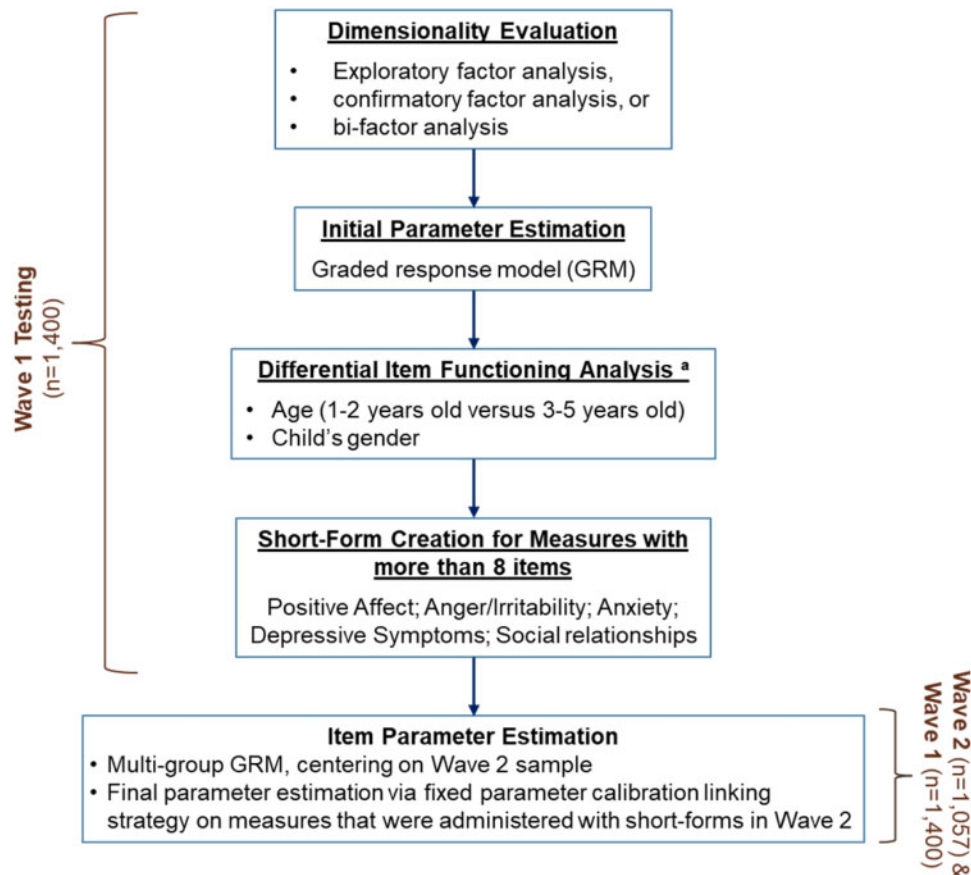 Dimensionality Evaluation
• Exploratory factor analysis,
• confirmatory factor analysis, or
• bi-factor analysis
Initial Parameter Estimation
Graded response model (GRM)
Wave 1 Testing
(n=1,400)
Differential Item Functioning Analysis a
• Age (1-2 years old versus 3-5 years old)
• Child's gender
Short-Form Creation for Measures with
more than 8 items
Positive Affect; Anger/Irritability; Anxiety;
Depressive Symptoms; Social relationships
Item Parameter Estimation
• Multi-group GRM, centering on Wave 2 sample
• Final parameter estimation via fixed parameter calibration linking
strategy on measures that were administered with short-forms in Wave 2
Wave 2 (n=1,057) &
Wave 1 (n=1,400)